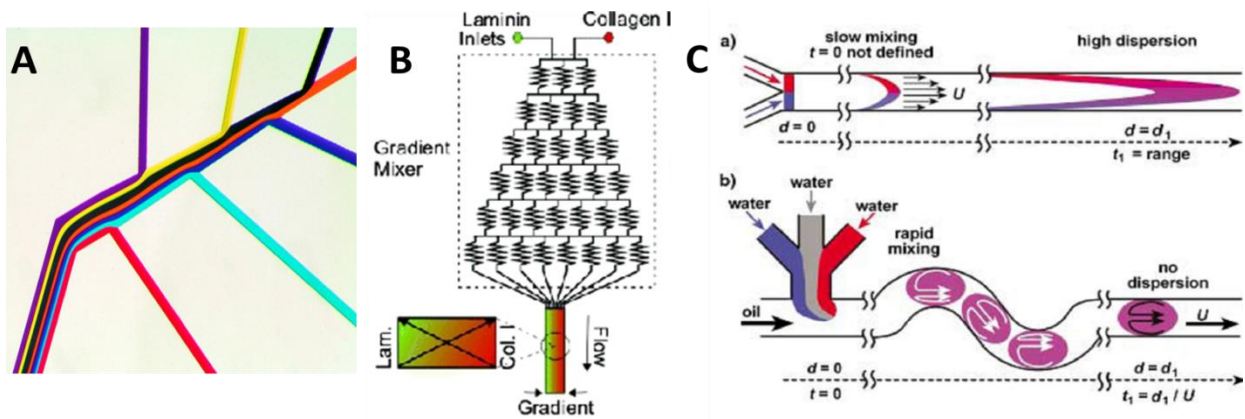 A
B
Laminin
Inlets
Collagen I
Gradient
Mixer
Lam.
Col. I
Flow
Gradient
C
a)
slow mixing
t = 0 not defined
high dispersion
U
d = 0
d = d₁
t₁ = range
b)
water
water
water
rapid
mixing
no
dispersion
oil
U
d = 0
t = 0
d = d₁
t₁ = d₁ / U